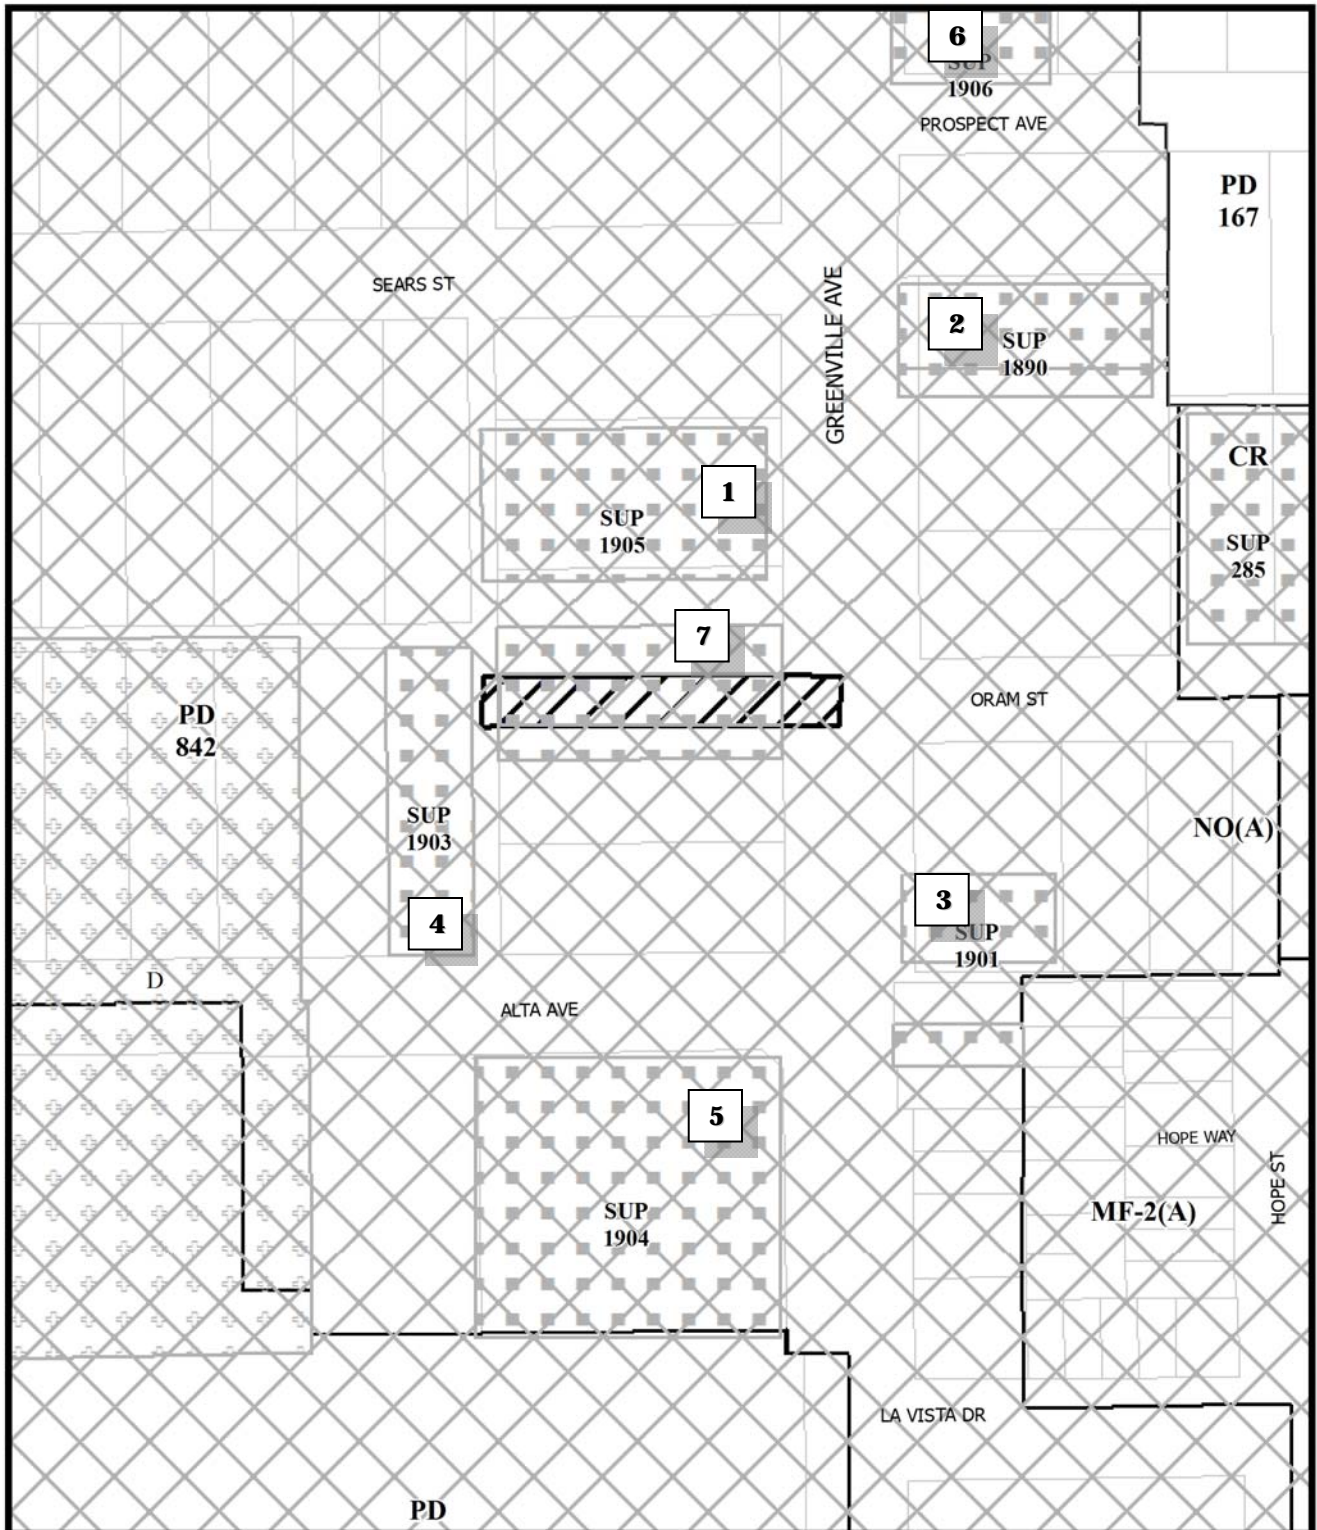 6
SUP
1906
PROSPECT AVE
PD
167
SEARS ST
GREENVILLE AVE
2
SUP
1890
CR
1
SUP
1905
SUP
285
7
ORAM ST
PD
842
SUP
1903
NO(A)
3
SUP
1901
4
D
ALTA AVE
5
HOPE WAY
HOPE ST
SUP
1904
MF-2(A)
LA VISTA DR
PD